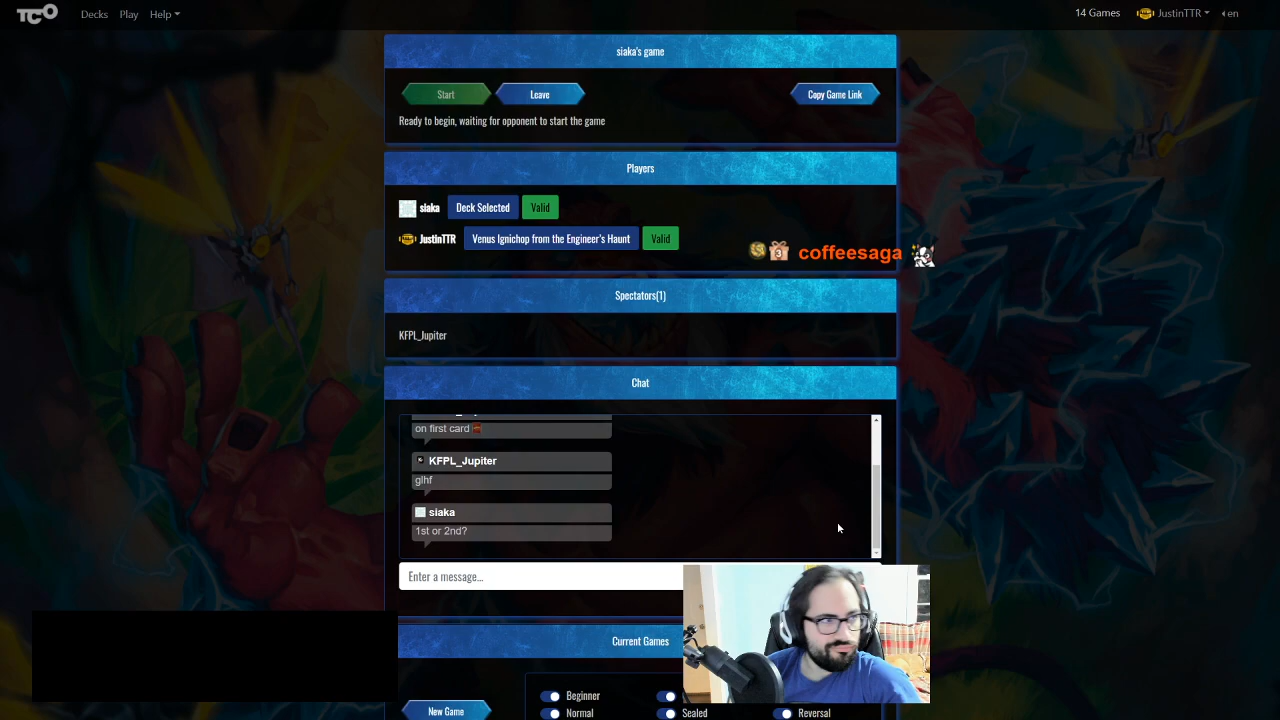 TCO Decks Play Help 14 Games JustinTTR en
siaka's game
Start Leave Copy Game Link
Ready to begin, waiting for opponent to start the game
Players
siaka Deck Selected Valid
JustinTTR Venus Ignichop from the Engineer's Haunt Valid
3 coffeesaga
Spectators(1)
KFPL_Jupiter
Chat
on first card
KFPL_Jupiter
glhf
siaka
1st or 2nd?
Enter a message...
Current Games
New Game
Beginner
Normal Sealed Reversal